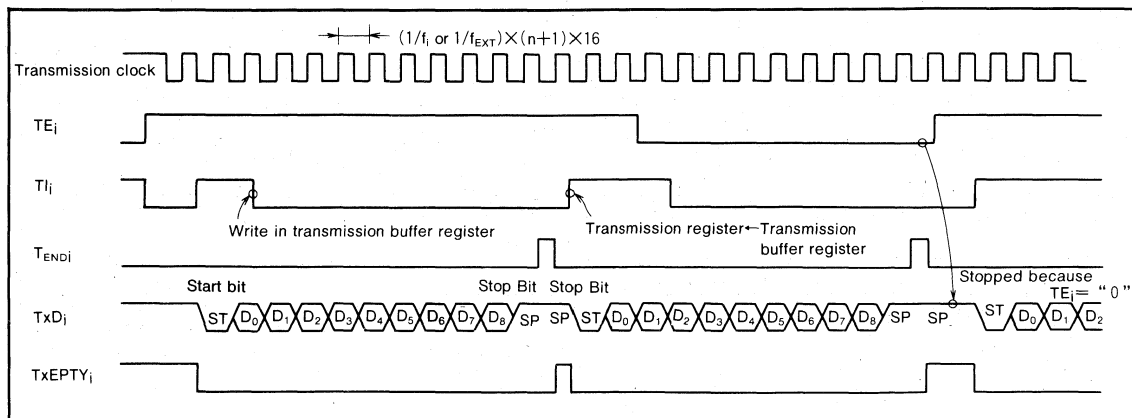 (1/fi or 1/fEXT)×(n+1)×16
Transmission clock
TEi
TIi
Write in transmission buffer register
Transmission register←Transmission
buffer register
TENDi
Start bit
Stop Bit
Stop Bit
Stopped because
TEi= “0”
TxDi
ST D0 D1 D2 D3 D4 D5 D6 D7 D8 SP SP ST D0 D1 D2 D3 D4 D5 D6 D7 D8 SP SP ST D0 D1 D2
TxEPTYi